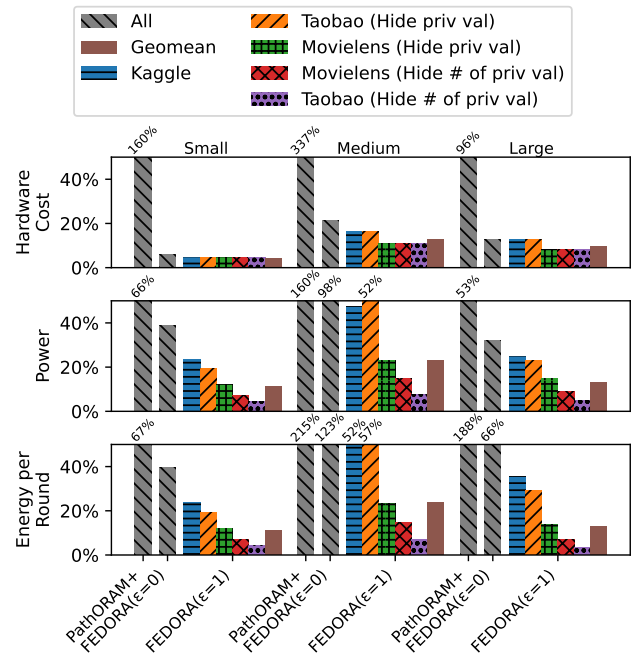 All
Geomean
Kaggle
Taobao (Hide priv val)
Movielens (Hide priv val)
Movielens (Hide # of priv val)
Taobao (Hide # of priv val)
160%
Small
337%
Medium
96%
Large
Hardware
Cost
40%
20%
0%
66%
160%
98%
52%
53%
Power
40%
20%
0%
67%
215%
123%
52%
57%
188%
66%
Energy per
Round
40%
20%
0%
PathORAM+
FEDORA(ε=0)
FEDORA(ε=1)
PathORAM+
FEDORA(ε=0)
FEDORA(ε=1)
PathORAM+
FEDORA(ε=0)
FEDORA(ε=1)